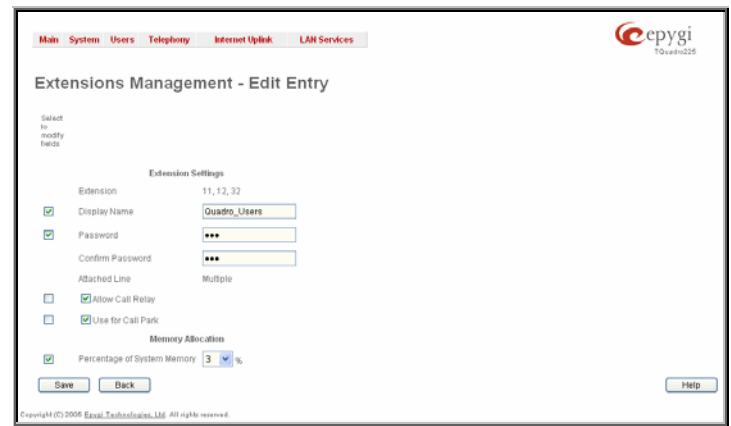 Main System Users Telephony Internet Uplink LAN Services
epygi
TQuadro225
Extensions Management - Edit Entry
Select
to
modify
fields
Extension Settings
Extension 11, 12, 32
Display Name Quadro_Users
Password •••
Confirm Password •••
Attached Line Multiple
Allow Call Relay
Use for Call Park
Memory Allocation
Percentage of System Memory 3 %
Save Back Help
Copyright (C) 2006 Epygi Technologies, Ltd. All rights reserved.